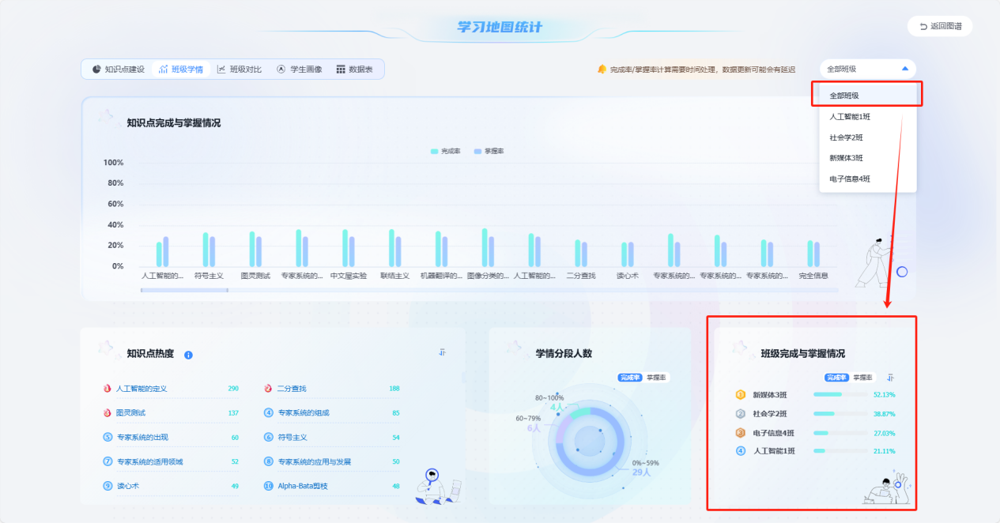 学习地图统计
返回图谱
知识点建设 班级学情 班级对比 学生画像 数据表
完成率/掌握率计算需要时间处理，数据更新可能会有延迟
全部班级
全部班级
人工智能1班
社会学2班
新媒体3班
电子信息4班
知识点完成与掌握情况
完成率 掌握率
100%
80%
60%
40%
20%
0%
人工智能的... 符号主义 图灵测试 专家系统的... 中文屋实验 联结主义 机器翻译的... 图像分类的... 人工智能的... 二分查找 读心术 专家系统的... 专家系统的... 专家系统的... 完全信息
知识点热度
人工智能的定义 290
二分查找 188
图灵测试 137
4 专家系统的组成 85
5 专家系统的出现 60
6 符号主义 54
7 专家系统的适用领域 52
8 专家系统的应用与发展 50
9 读心术 49
10 Alpha-Bata剪枝 48
学情分段人数
完成率 掌握率
80~100%
4人
60~79%
6人
0%~59%
29人
班级完成与掌握情况
完成率 掌握率
1 新媒体3班 52.13%
2 社会学2班 38.87%
3 电子信息4班 27.03%
4 人工智能1班 21.11%